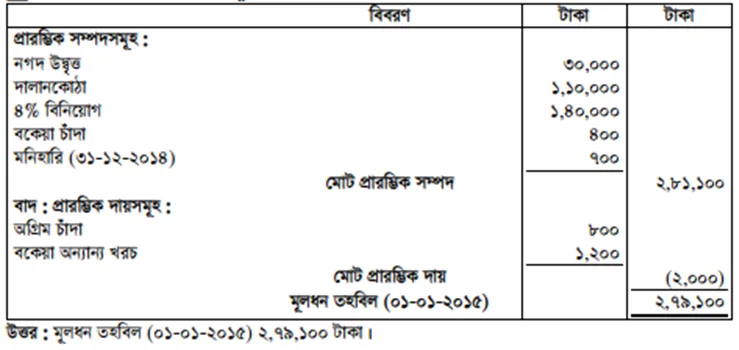 বিবরণ টাকা টাকা
প্রারম্ভিক সম্পদসমূহ :
নগদ উদ্বৃত্ত ৩০,০০০
দালানকোঠা ১,১০,০০০
৪% বিনিয়োগ ১,৪০,০০০
বকেয়া চাঁদা ৪০০
মনিহারি (৩১-১২-২০১৪) ৭০০
মোট প্রারম্ভিক সম্পদ ২,৮১,১০০
বাদ : প্রারম্ভিক দায়সমূহ :
অগ্রিম চাঁদা ৮০০
বকেয়া অন্যান্য খরচ ১,২০০
মোট প্রারম্ভিক দায় (২,০০০)
মূলধন তহবিল (০১-০১-২০১৫) ২,৭৯,১০০
উত্তর : মূলধন তহবিল (০১-০১-২০১৫) ২,৭৯,১০০ টাকা।